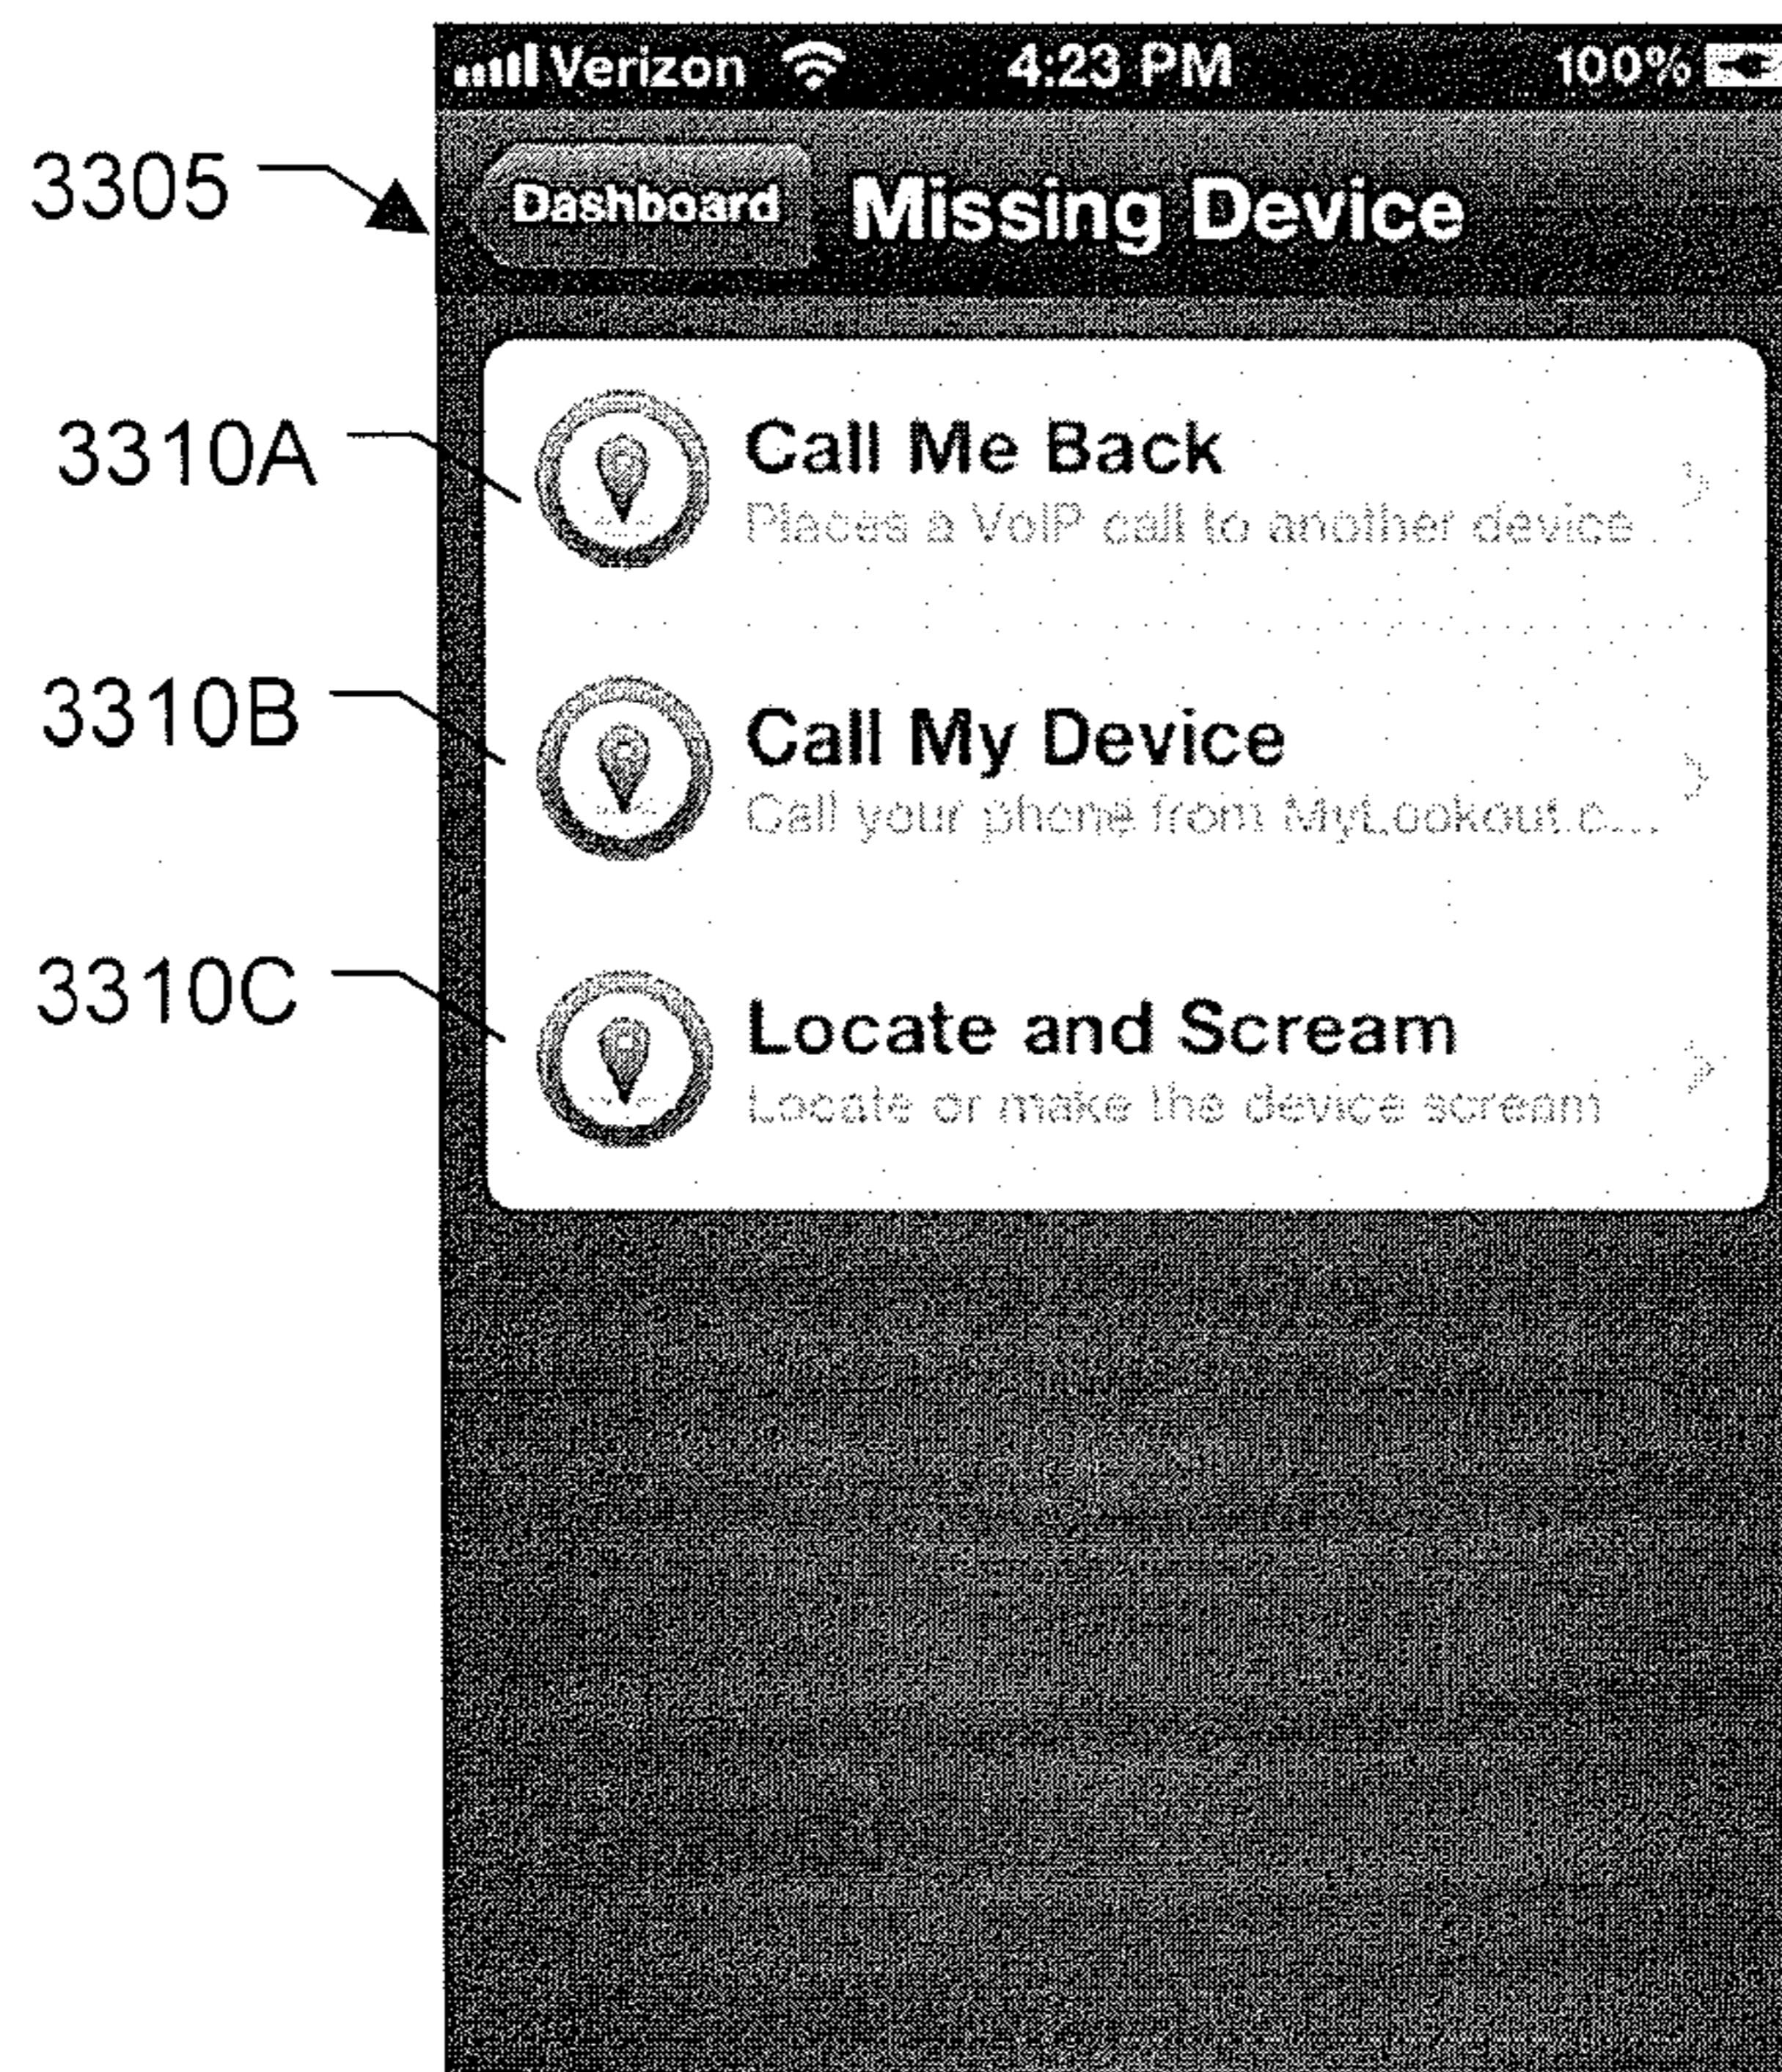 Verizon 4:23 PM 100%
3305 Dashboard Missing Device
3310A Call Me Back
Places a VoIP call to another device
3310B Call My Device
Call your phone from MyLookout.c...
3310C Locate and Scream
Locate or make the device scream